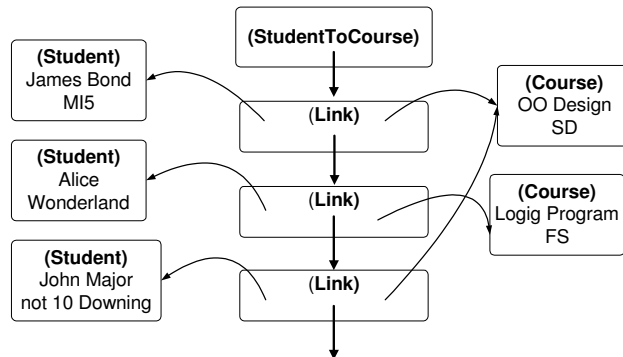 (StudentToCourse)
(Student)
James Bond
MI5
(Link)
(Course)
OO Design
SD
(Student)
Alice
Wonderland
(Link)
(Course)
Logig Program
FS
(Student)
John Major
not 10 Downing
(Link)